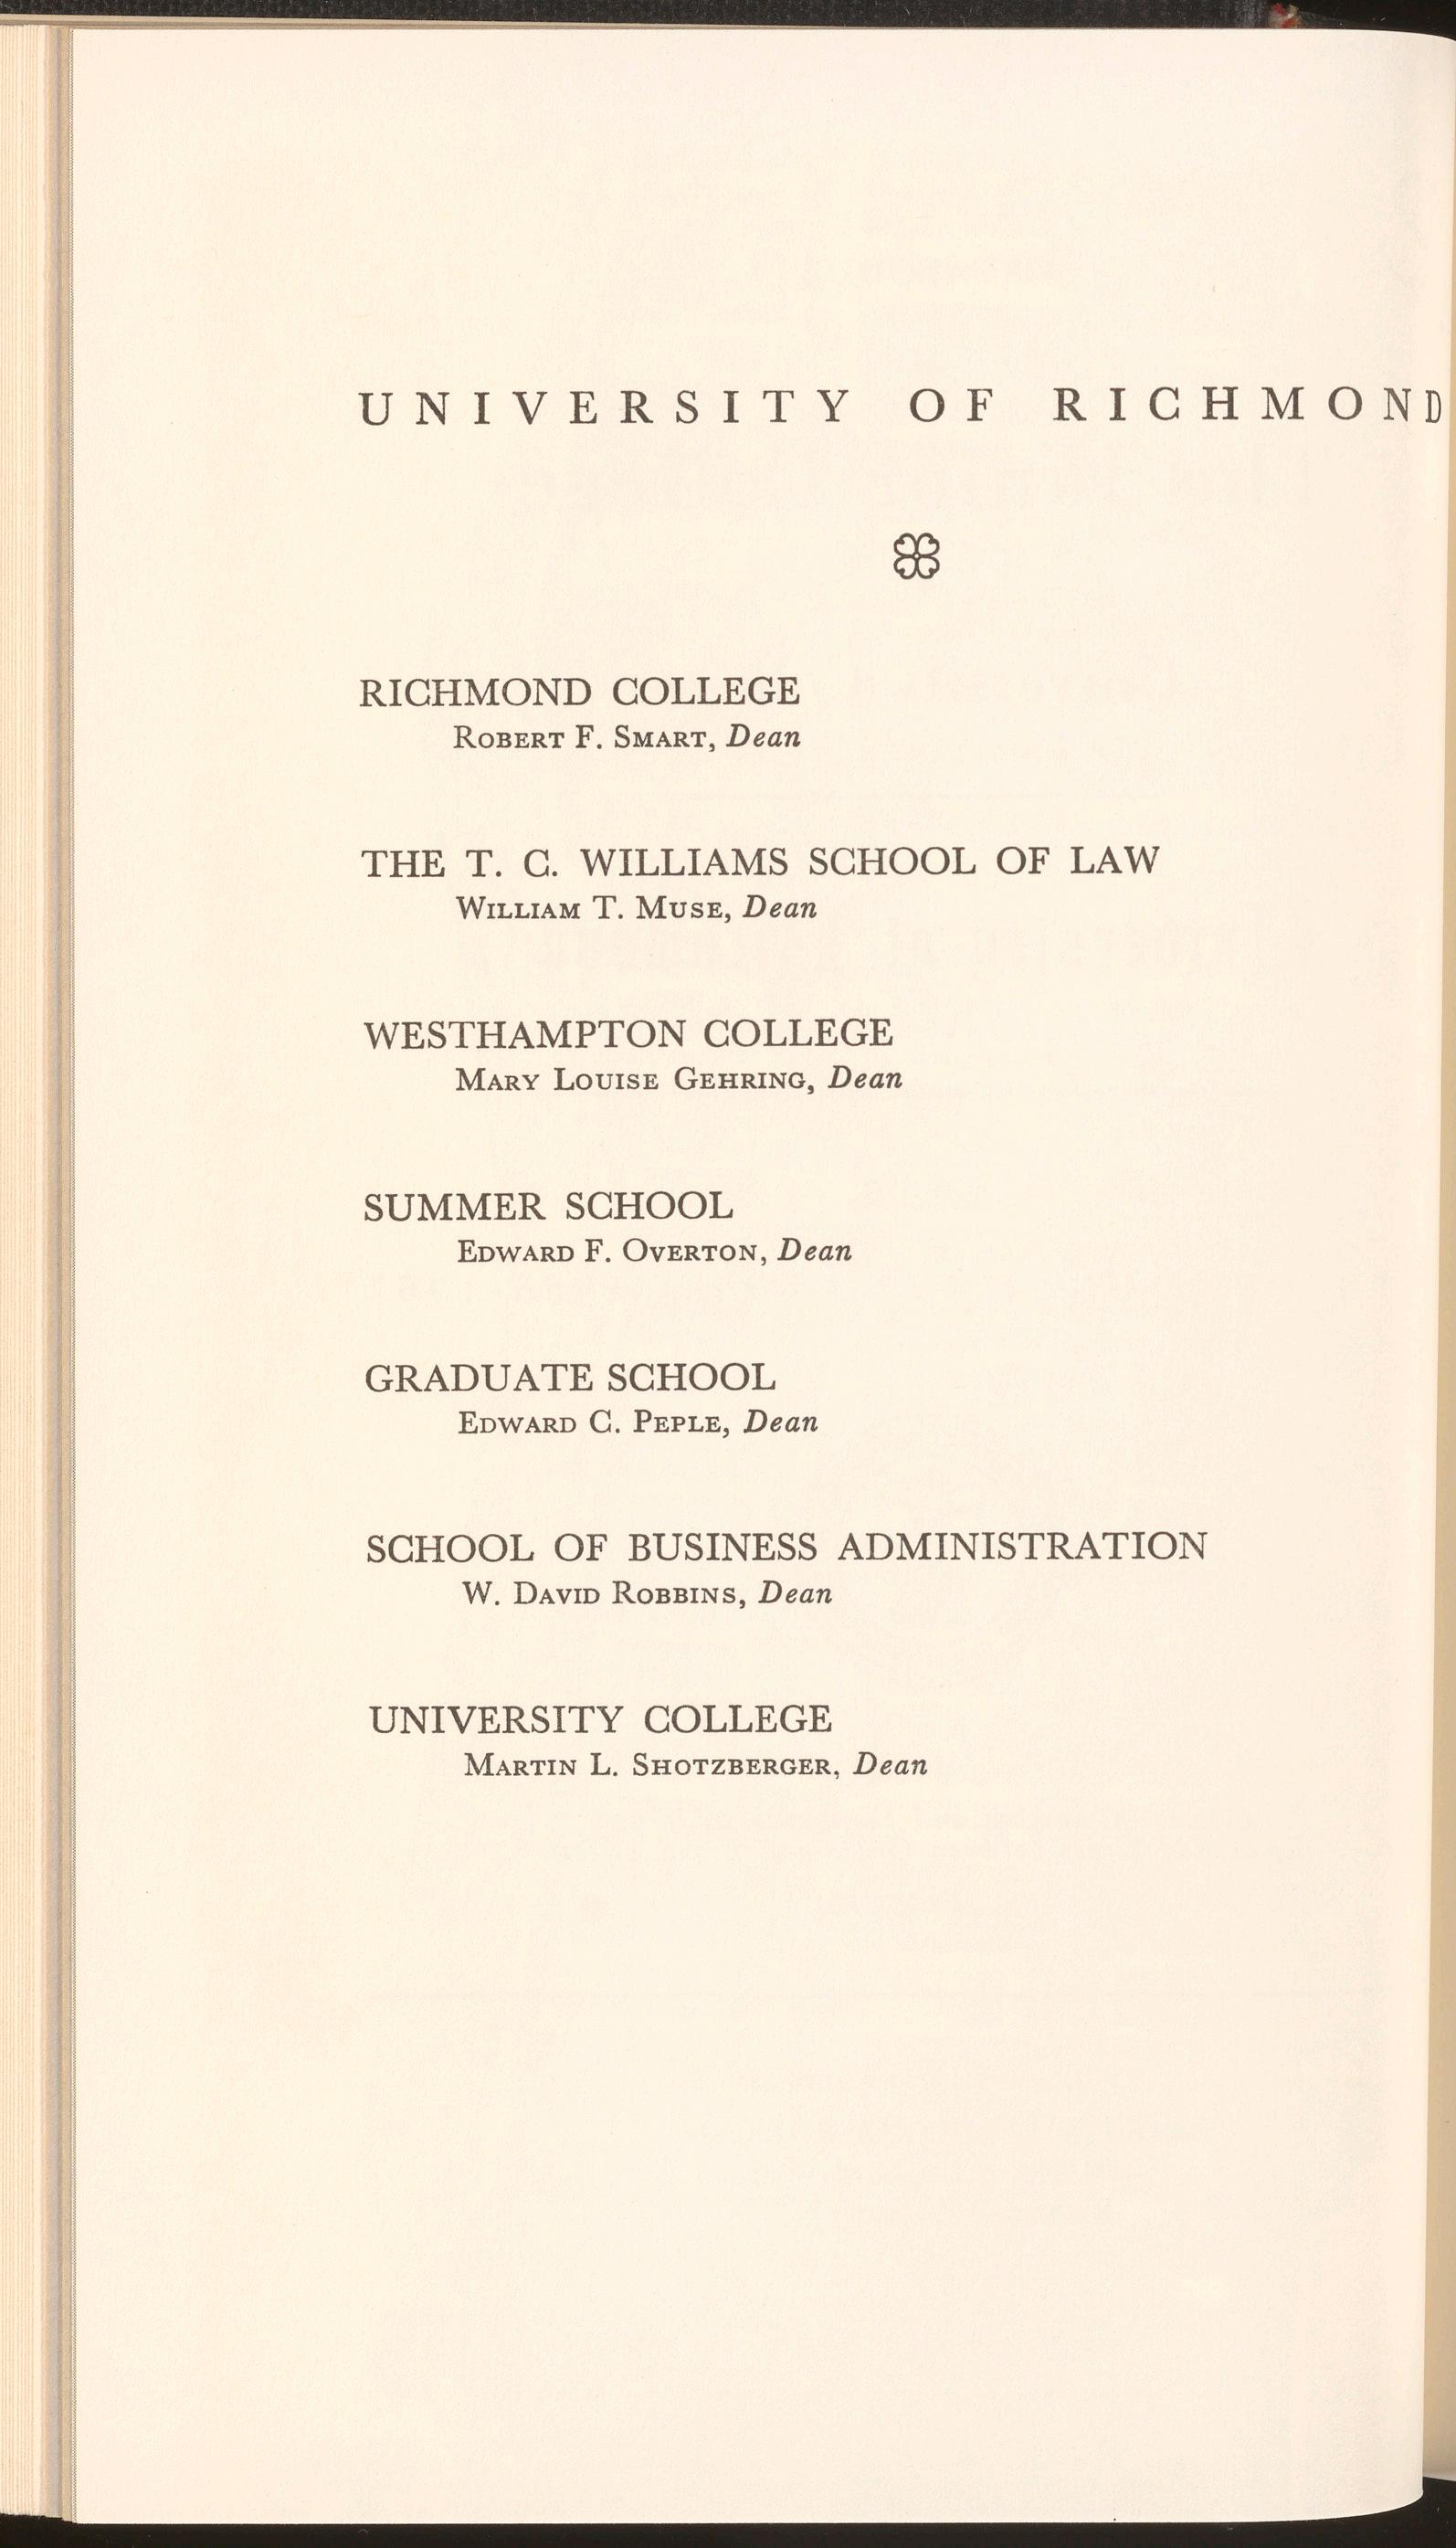 UNIVERSITY OF RICHMOND
RICHMOND COLLEGE
Robert F. Smart, Dean
THE T. C. WILLIAMS SCHOOL OF LAW
William T. Muse, Dean
WESTHAMPTON COLLEGE
Mary Louise Gehring, Dean
SUMMER SCHOOL
Edward F. Overton, Dean
GRADUATE SCHOOL
Edward C. Peple, Dean
SCHOOL OF BUSINESS ADMINISTRATION
W. David Robbins, Dean
UNIVERSITY COLLEGE
Martin L. Shotzberger, Dean